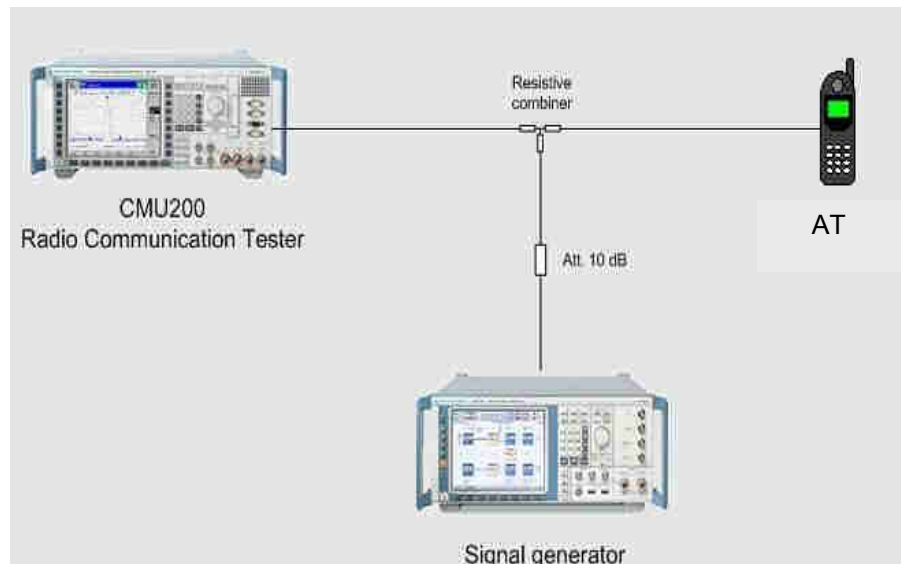 Resistive
combiner
CMU200
Radio Communication Tester
AT
Att. 10 dB
Signal generator